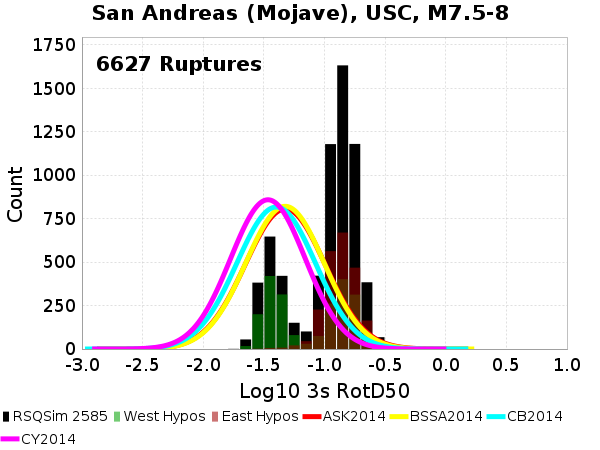 San Andreas (Mojave), USC, M7.5-8
6627 Ruptures
Count
1750
1500
1250
1000
750
500
250
0
-3.0 -2.5 -2.0 -1.5 -1.0 -0.5 0.0 0.5 1.0
Log10 3s RotD50
RSQSim 2585 West Hypos East Hypos ASK2014 BSSA2014 CB2014
CY2014